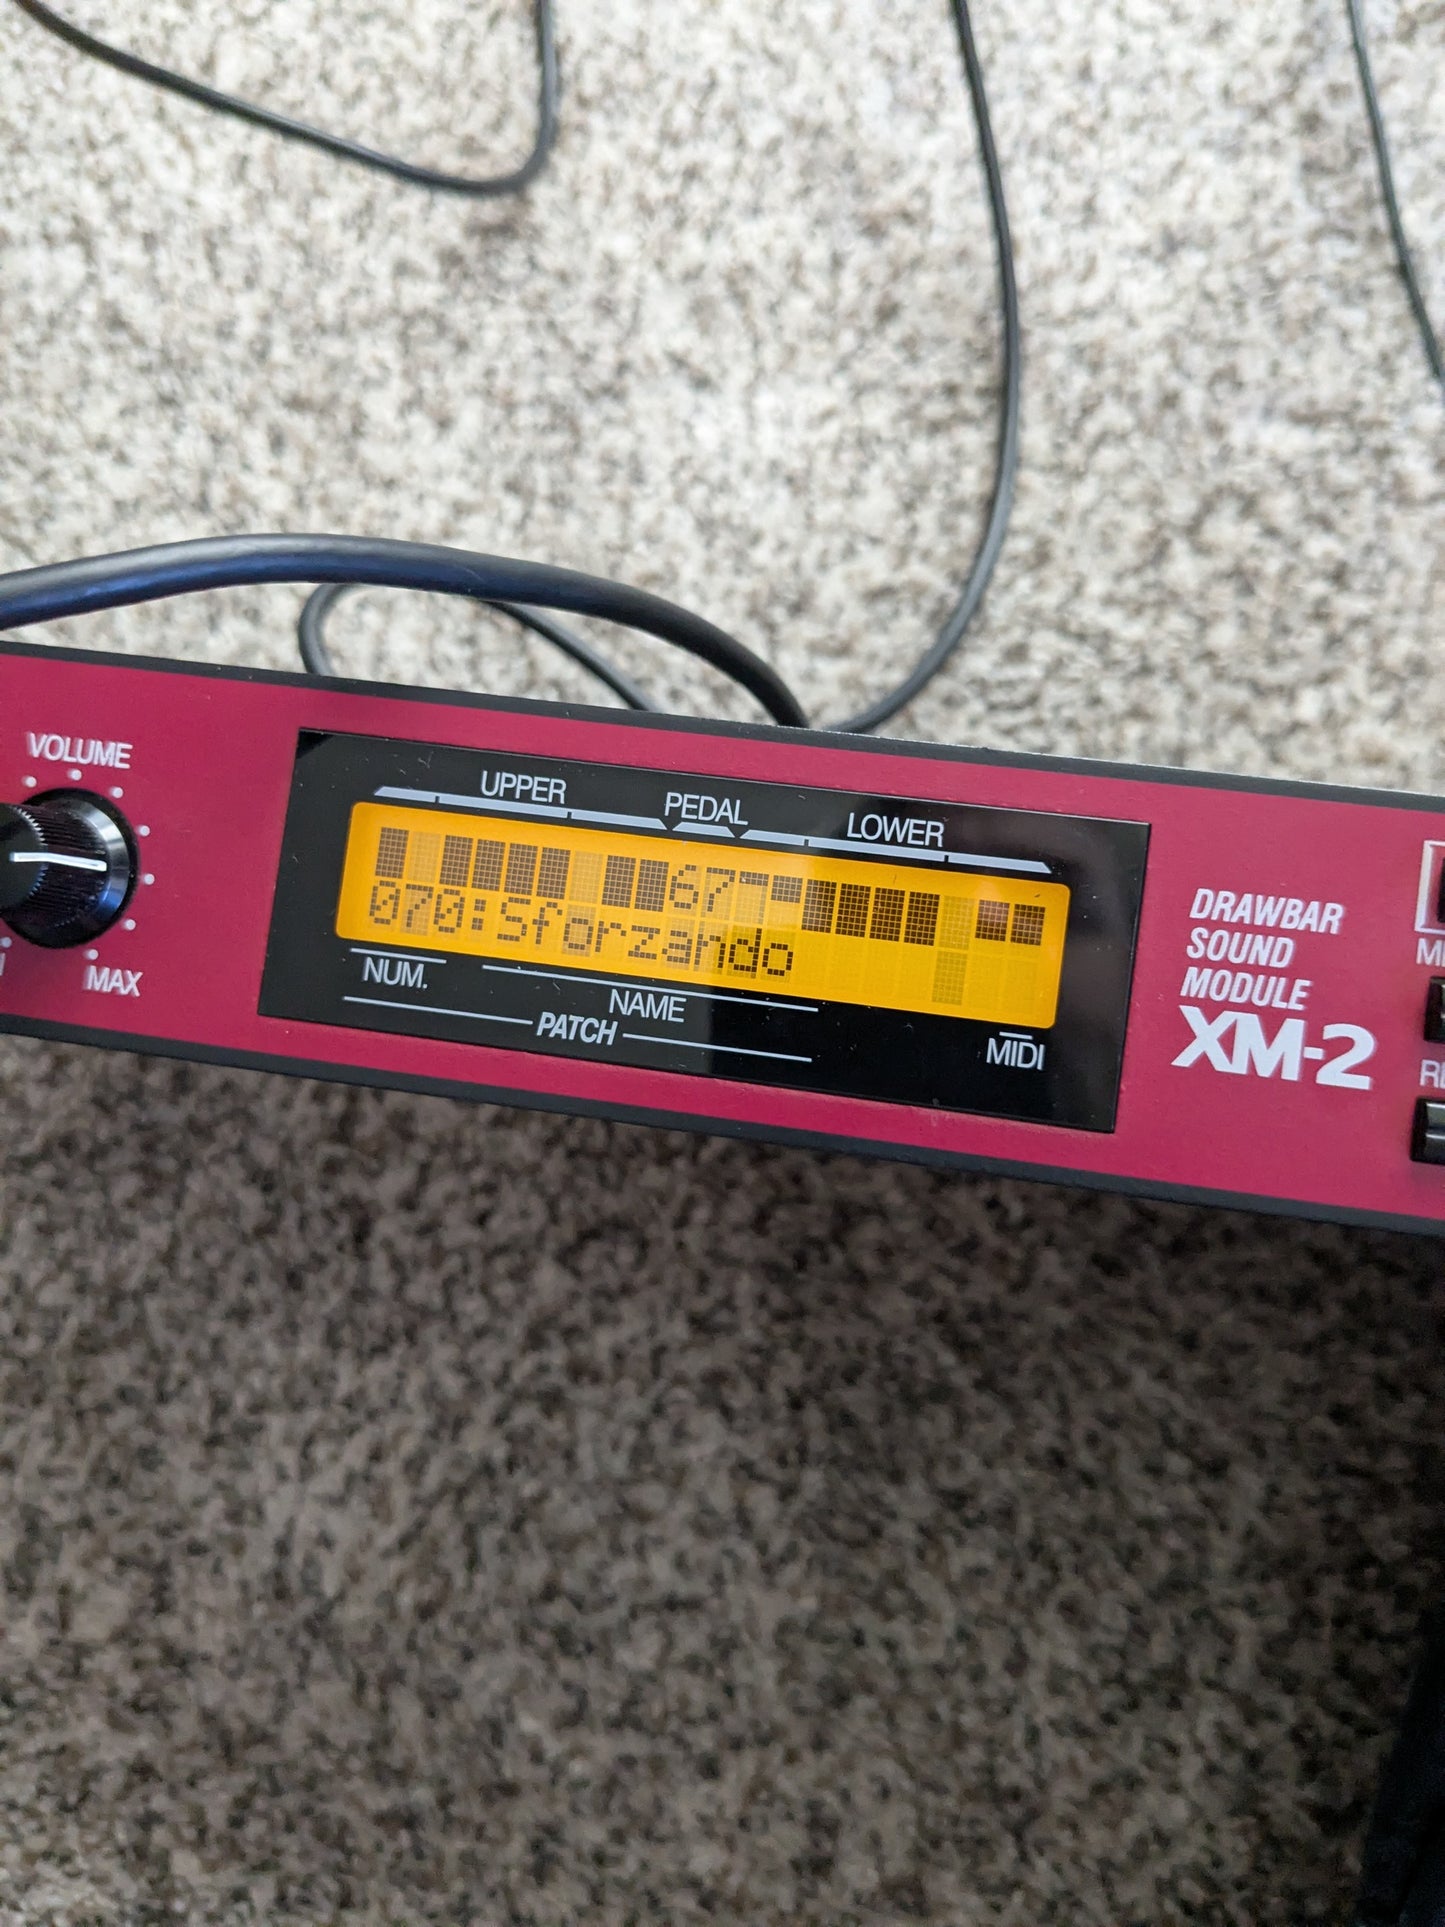 VOLUME
MAX
UPPER
PEDAL
LOWER
67
070:Sforzando
NUM.
NAME
PATCH
MIDI
DRAWBAR
SOUND
MODULE
XM-2